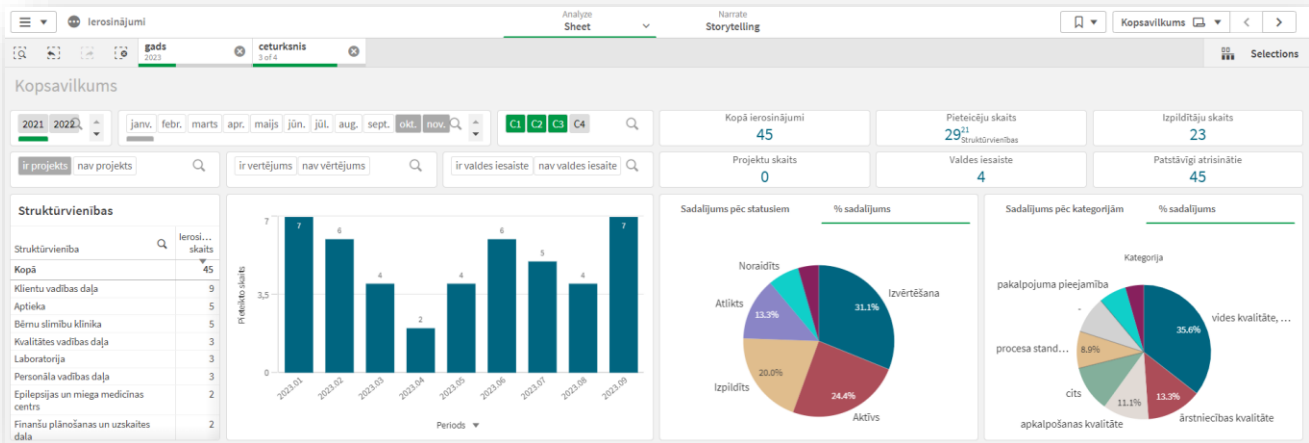 Ierosinājumi
Analyze
Sheet
Narrate
Storytelling
Kopsavilkums
gads
2023
ceturksnis
3 of 4
Selections
Kopsavilkums
2021 2022
janv. febr. marts apr. maijs jūn. jūl. aug. sept. okt. nov.
C1 C2 C3 C4
Kopā ierosinājumi
45
Pieteicēju skaits
29 21 Struktūrvienības
Izpildītāju skaits
23
ir projekts nav projekts
ir vertējums nav vērtējums
ir valdes iesaiste nav valdes iesaite
Projektu skaits
0
Valdes iesaiste
4
Patstāvīgi atrisinātie
45
Struktūrvienības
Struktūrvienība
Ierosi...
skaits
Kopā 45
Klientu vadības daļa 9
Aptieka 5
Bērnu slimību klīnika 5
Kvalitātes vadības daļa 3
Laboratorija 3
Personāla vadības daļa 3
Epilepsijas un miega medicīnas
centrs 2
Finanšu plānošanas un uzskaites
daļa 2
Pieteikto skaits
7
3,5
0
7 6 4 2 4 6 5 4 7
2023.01 2023.02 2023.03 2023.04 2023.05 2023.06 2023.07 2023.08 2023.09
Periods
Sadalījums pēc statusiem
% sadalījums
Noraidīts
Atlikts
13.3%
Izvērtēšana
31.1%
Izpildīts
20.0%
Aktīvs
24.4%
Sadalījums pēc kategorijām
% sadalījums
Kategorija
pakalpojuma pieejamība
-
procesa stand...
8.9%
vides kvalitāte, ...
35.6%
cits
11.1%
13.3%
apkalpošanas kvalitāte
ārstniecības kvalitāte